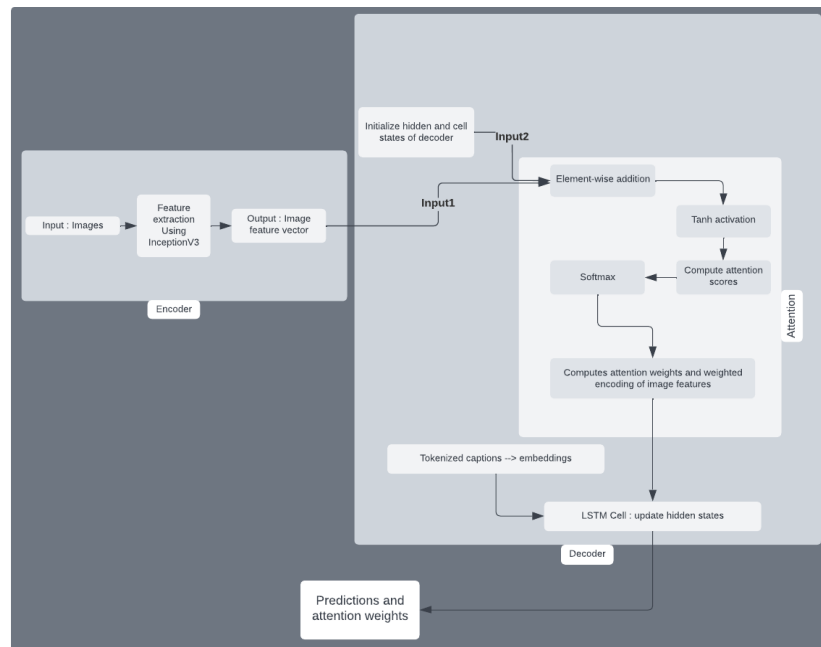 Initialize hidden and cell
states of decoder
Input2
Element-wise addition
Input1
Feature
extraction
Using
InceptionV3
Input : Images
Output : Image
feature vector
Tanh activation
Softmax
Compute attention
scores
Encoder
Attention
Computes attention weights and weighted
encoding of image features
Tokenized captions --> embeddings
LSTM Cell : update hidden states
Decoder
Predictions and
attention weights